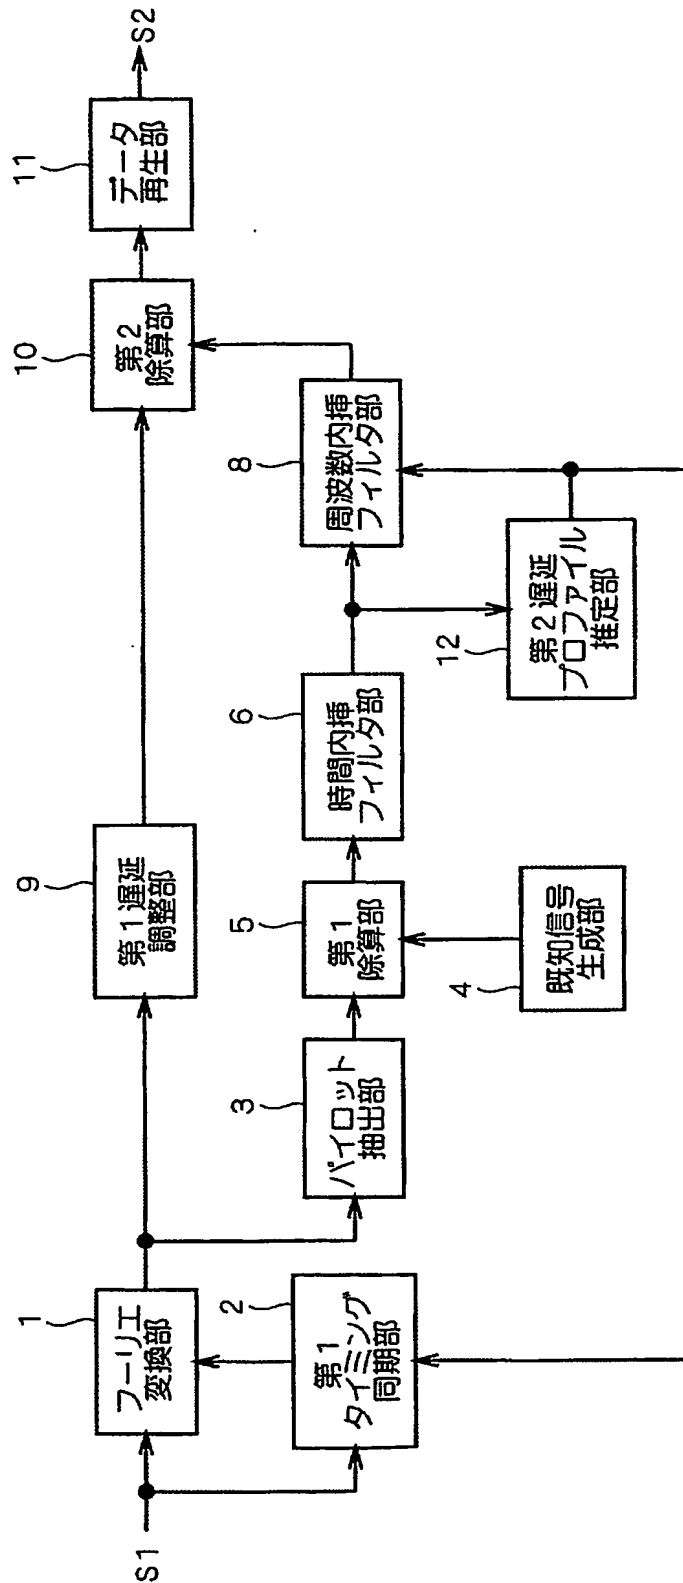 S1
1
フーリエ
変換部
2
第1
タイミング
同期部
9
第1遅延
調整部
3
パイロット
抽出部
5
第1
除算部
4
既知信号
生成部
6
時間内挿
フィルタ部
8
周波数内挿
フィルタ部
12
第2遅延
プロファイル
推定部
10
第2
除算部
11
データ
再生部
S2